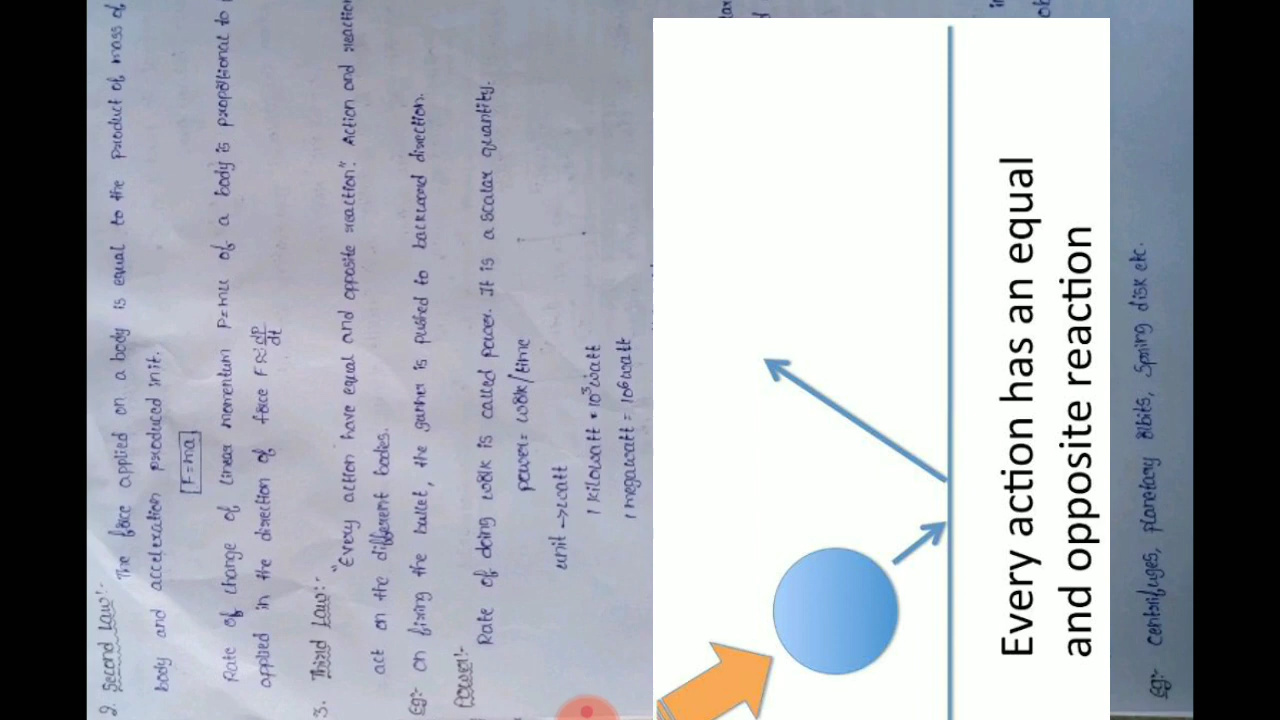 2. Second Law:-
The force applied on a body is equal to the product of mass of
body and acceleration produced in it.
F=ma
Rate of change of linear momentum P=mu of a body is proportional to
applied in the direction of force F ∝ dP/dt
3. Third Law:-
"Every action have equal and opposite reaction". Action and reaction
act on the different bodies.
eg:- on firing the bullet, the gunner is pushed to backward direction.
Power:-
Rate of doing work is called power. It is a scalar quantity.
power= work/time
unit → watt
1 kilowatt = 10³ watt
1 megawatt = 10⁶ watt
Every action has an equal
and opposite reaction
eg:- centrifuges, planetary orbits, spining disk etc.